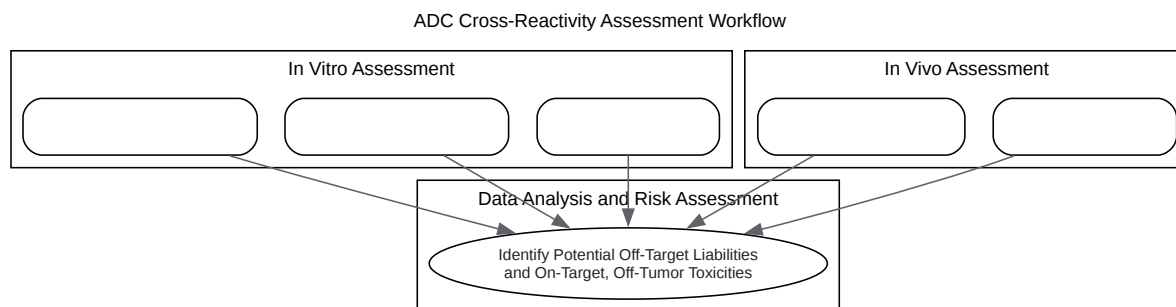 ADC Cross-Reactivity Assessment Workflow
In Vitro Assessment
In Vivo Assessment
Data Analysis and Risk Assessment
Identify Potential Off-Target Liabilities
and On-Target, Off-Tumor Toxicities